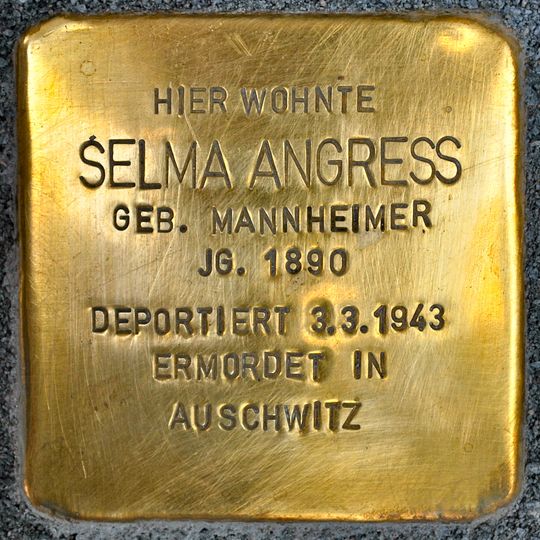 HIER WOHNTE
SELMA ANGRESS
GEB. MANNHEIMER
JG. 1890
DEPORTIERT 3.3.1943
ERMORDET IN
AUSCHWITZ